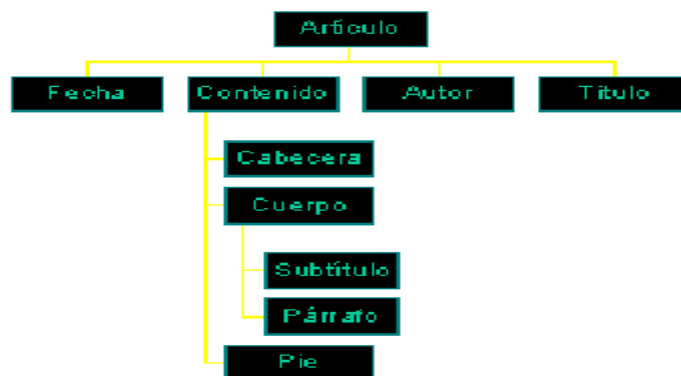 Artículo
Fecha Contenido Autor Título
Cabecera
Cuerpo
Subtítulo
Párrafo
Pie